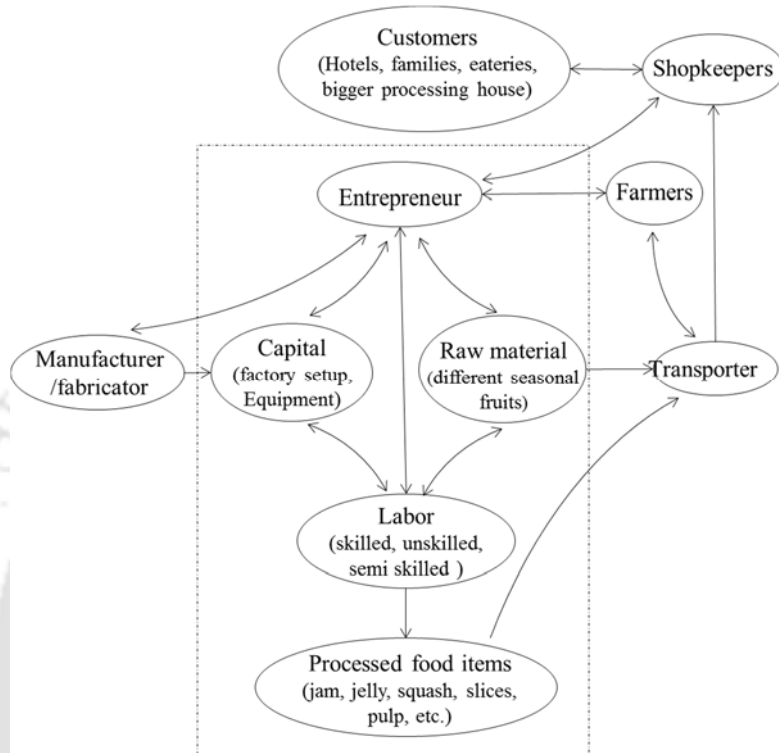 Customers
(Hotels, families, eateries,
bigger processing house)
Shopkeepers
Entrepreneur
Farmers
Manufacturer
/fabricator
Capital
(factory setup,
Equipment)
Raw material
(different seasonal
fruits)
Transporter
Labor
(skilled, unskilled,
semi skilled )
Processed food items
(jam, jelly, squash, slices,
pulp, etc.)